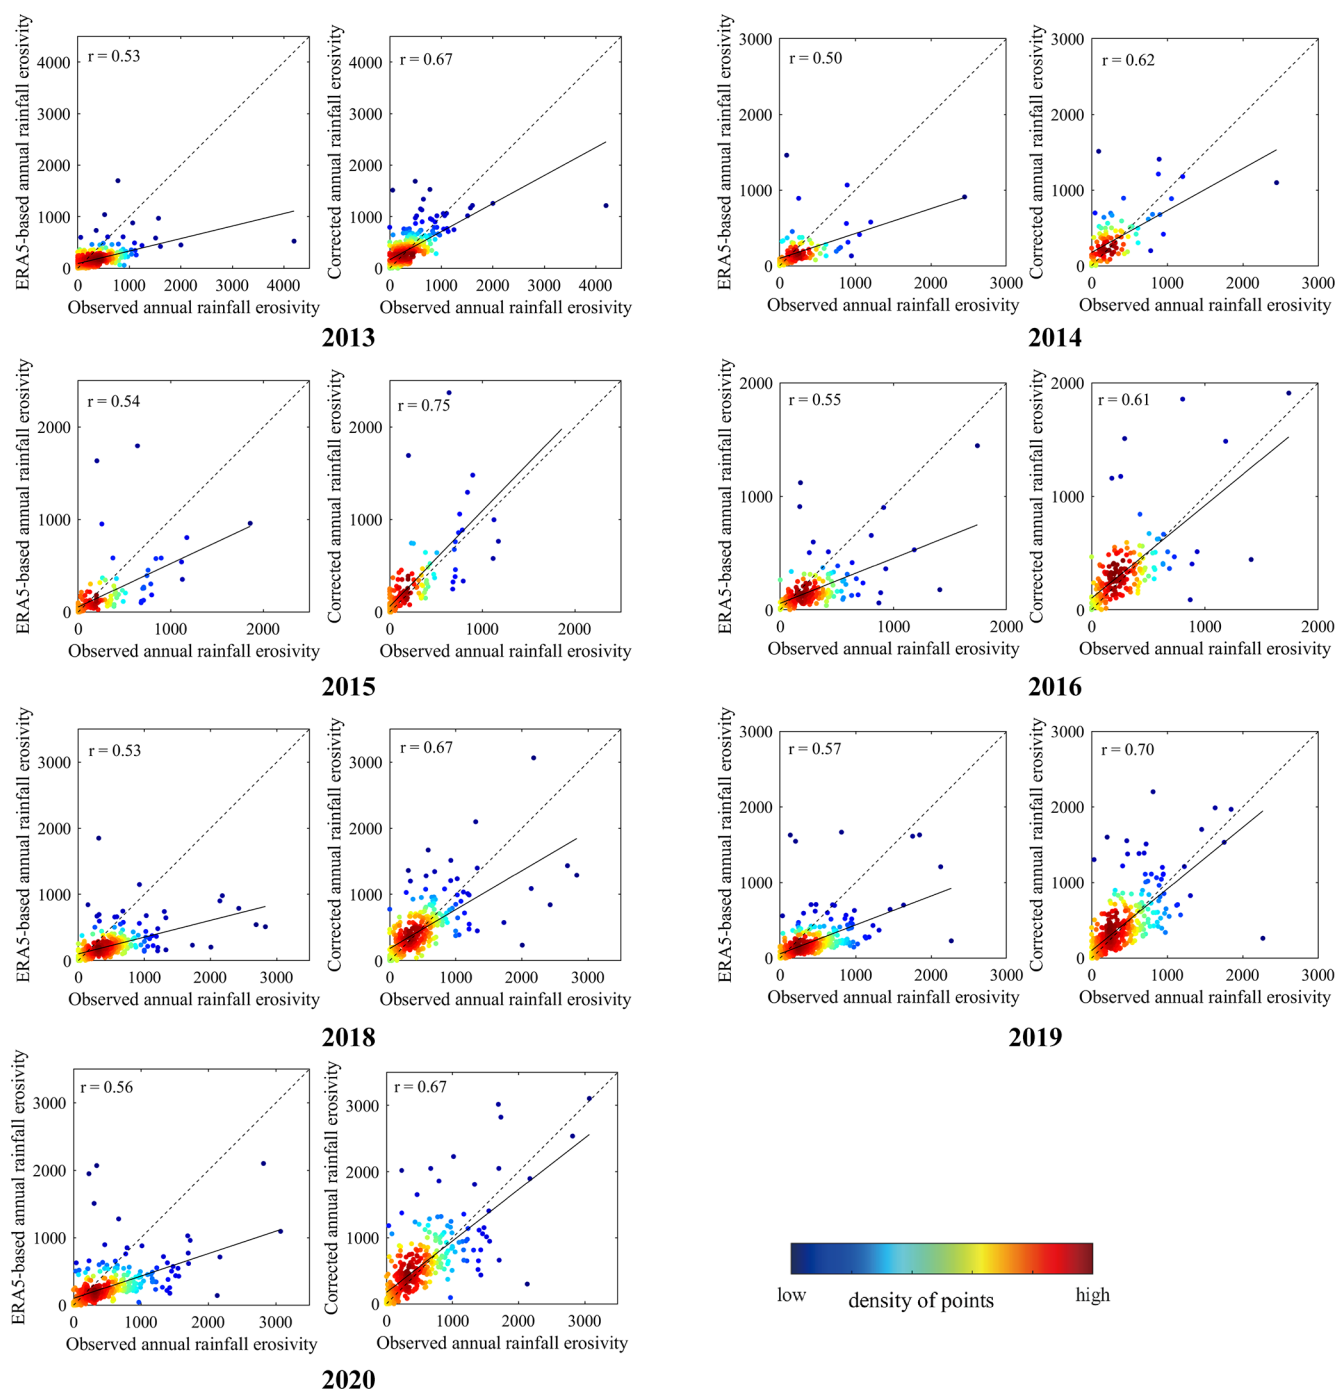 ERA5-based annual rainfall erosivity
r = 0.53
4000
3000
2000
1000
0
0 1000 2000 3000 4000
Observed annual rainfall erosivity
Corrected annual rainfall erosivity
r = 0.67
4000
3000
2000
1000
0
0 1000 2000 3000 4000
Observed annual rainfall erosivity
2013
ERA5-based annual rainfall erosivity
r = 0.50
3000
2000
1000
0
0 1000 2000 3000
Observed annual rainfall erosivity
Corrected annual rainfall erosivity
r = 0.62
3000
2000
1000
0
0 1000 2000 3000
Observed annual rainfall erosivity
2014
ERA5-based annual rainfall erosivity
r = 0.54
2000
1000
0
0 1000 2000
Observed annual rainfall erosivity
Corrected annual rainfall erosivity
r = 0.75
2000
1000
0
0 1000 2000
Observed annual rainfall erosivity
2015
ERA5-based annual rainfall erosivity
r = 0.55
2000
1000
0
0 1000 2000
Observed annual rainfall erosivity
Corrected annual rainfall erosivity
r = 0.61
2000
1000
0
0 1000 2000
Observed annual rainfall erosivity
2016
ERA5-based annual rainfall erosivity
r = 0.53
3000
2000
1000
0
0 1000 2000 3000
Observed annual rainfall erosivity
Corrected annual rainfall erosivity
r = 0.67
3000
2000
1000
0
0 1000 2000 3000
Observed annual rainfall erosivity
2018
ERA5-based annual rainfall erosivity
r = 0.57
3000
2000
1000
0
0 1000 2000 3000
Observed annual rainfall erosivity
Corrected annual rainfall erosivity
r = 0.70
3000
2000
1000
0
0 1000 2000 3000
Observed annual rainfall erosivity
2019
ERA5-based annual rainfall erosivity
r = 0.56
3000
2000
1000
0
0 1000 2000 3000
Observed annual rainfall erosivity
Corrected annual rainfall erosivity
r = 0.67
3000
2000
1000
0
0 1000 2000 3000
Observed annual rainfall erosivity
2020
low density of points high